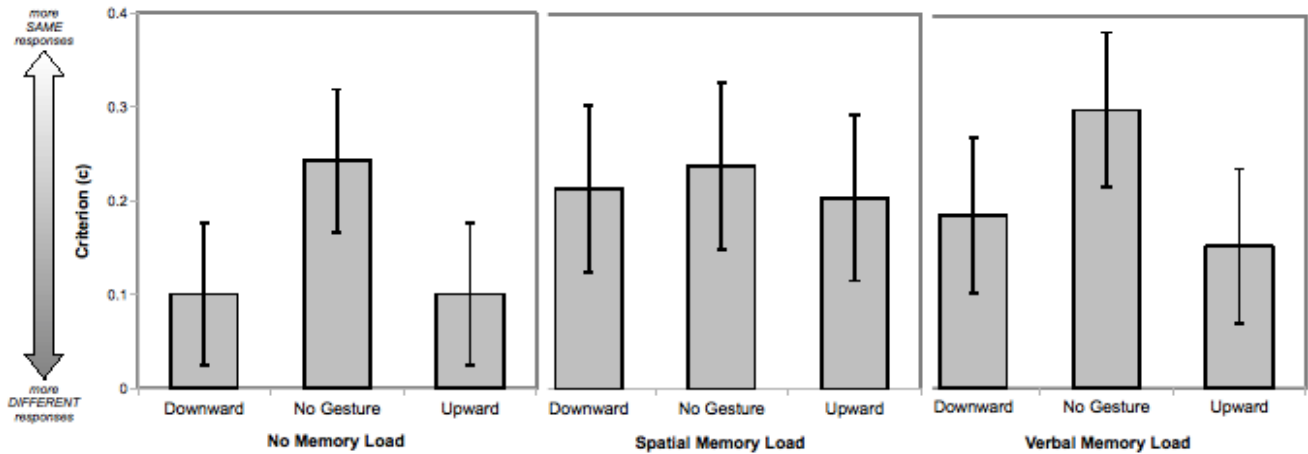 more
SAME
responses
0.4
0.3
0.2
0.1
0
Criterion (c)
more
DIFFERENT
responses
Downward No Gesture Upward
No Memory Load
Downward No Gesture Upward
Spatial Memory Load
Downward No Gesture Upward
Verbal Memory Load